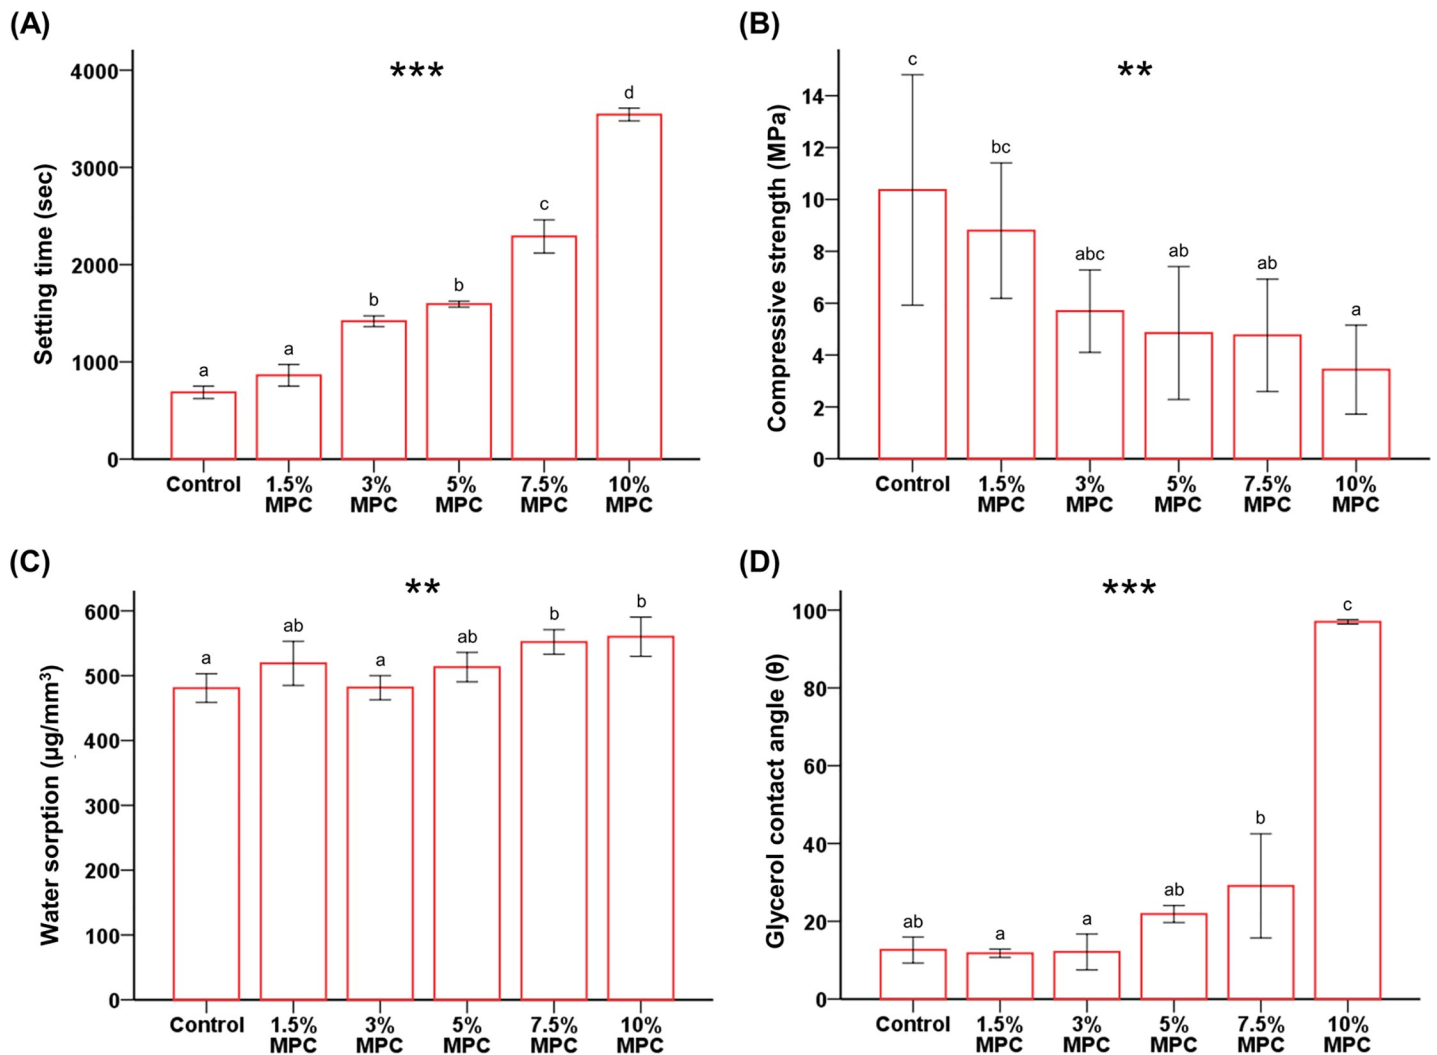 (A)
***
Setting time (sec)
4000
3000
2000
1000
0
a
a
b
b
c
d
Control
1.5% MPC
3% MPC
5% MPC
7.5% MPC
10% MPC
(B)
**
Compressive strength (MPa)
14
12
10
8
6
4
2
0
c
bc
abc
ab
ab
a
Control
1.5% MPC
3% MPC
5% MPC
7.5% MPC
10% MPC
(C)
**
Water sorption (μg/mm³)
600
500
400
300
200
100
0
a
ab
a
ab
b
b
Control
1.5% MPC
3% MPC
5% MPC
7.5% MPC
10% MPC
(D)
***
Glycerol contact angle (θ)
100
80
60
40
20
0
ab
a
a
ab
b
c
Control
1.5% MPC
3% MPC
5% MPC
7.5% MPC
10% MPC